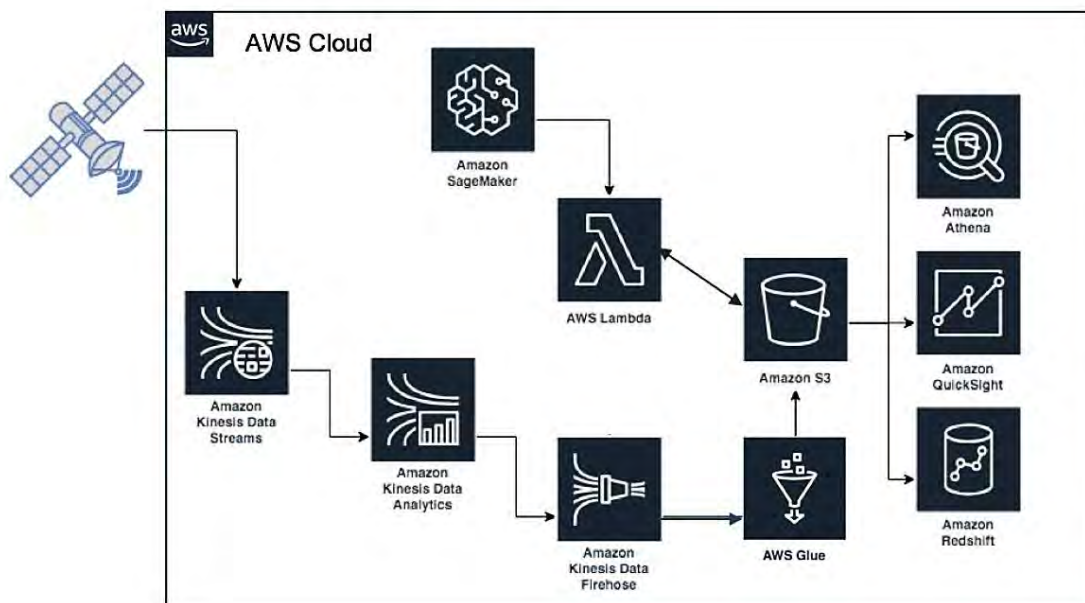 aws
AWS Cloud
Amazon
SageMaker
AWS Lambda
Amazon
Athena
Amazon S3
Amazon
QuickSight
Amazon
Kinesis Data
Streams
Amazon
Kinesis Data
Analytics
Amazon
Kinesis Data
Firehose
AWS Glue
Amazon
Redshift